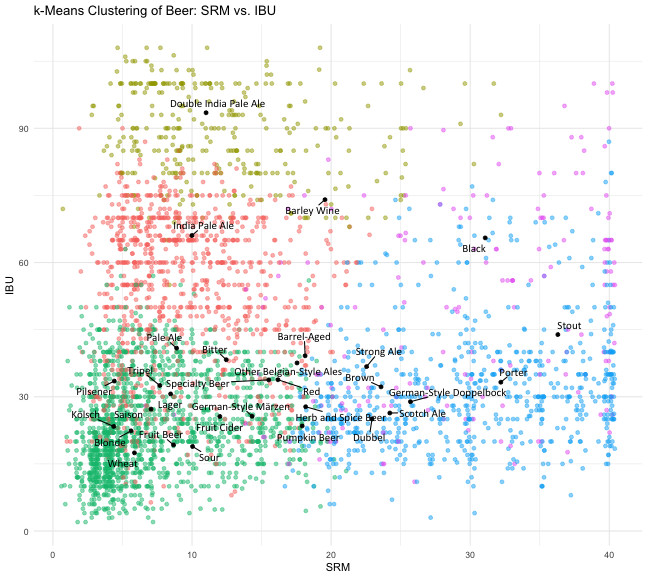 k-Means Clustering of Beer: SRM vs. IBU
Double India Pale Ale
90
Barley Wine
India Pale Ale
Black
60
IBU
Stout
Pale Ale
Bitter
Barrel-Aged
Strong Ale
Tripel
Other Belgian-Style Ales
Brown
Porter
Pilsener
Specialty Beer
Red
German-Style Doppelbock
30
Lager
German-Style Märzen
Kölsch
Saison
Herb and Spice Beer
Scotch Ale
Blonde
Fruit Beer
Fruit Cider
Pumpkin Beer
Dubbel
Wheat
Sour
0
0 10 20 30 40
SRM